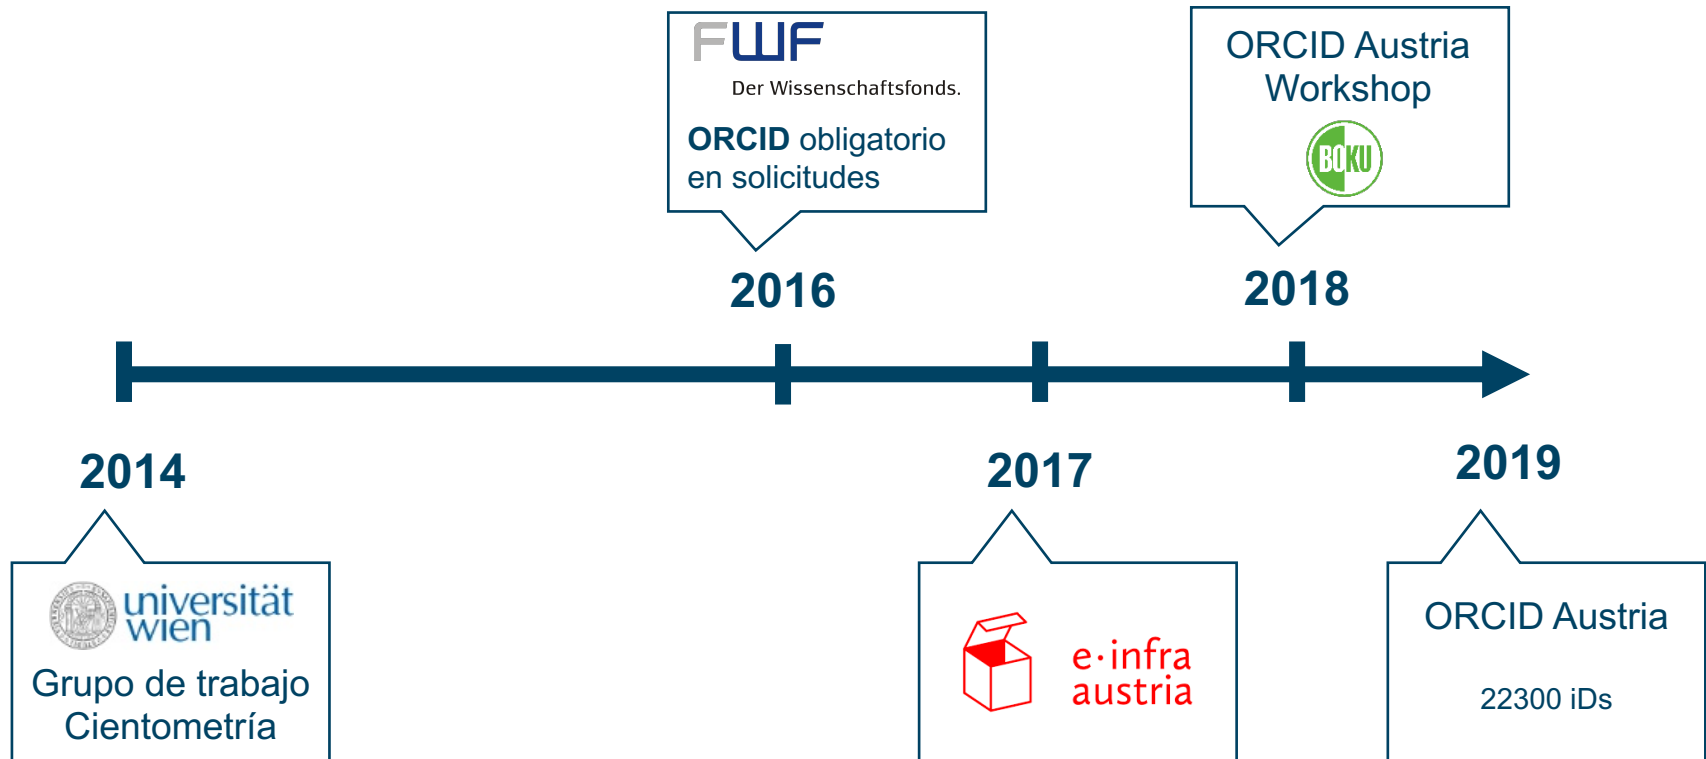 FWF
Der Wissenschaftsfonds.
ORCID obligatorio
en solicitudes
ORCID Austria
Workshop
BOKU
2016
2018
2014
2017
2019
universität
wien
Grupo de trabajo
Cientometría
e·infra
austria
ORCID Austria
22300 iDs